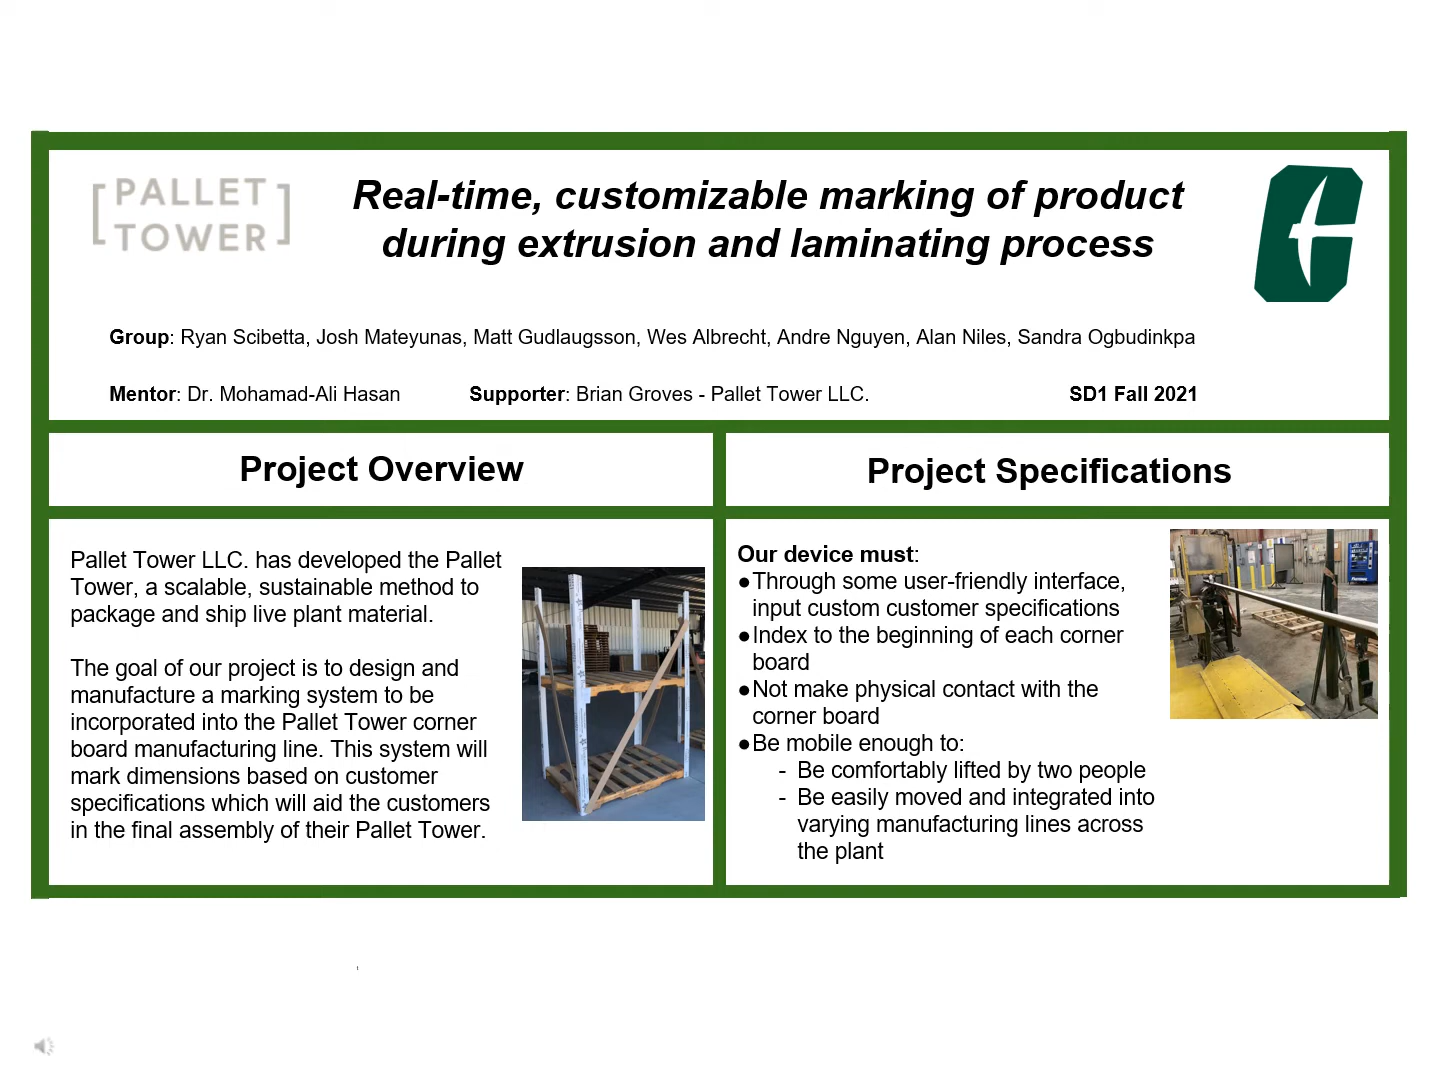 [PALLET
TOWER]
Real-time, customizable marking of product
during extrusion and laminating process
Group: Ryan Scibetta, Josh Mateyunas, Matt Gudlaugsson, Wes Albrecht, Andre Nguyen, Alan Niles, Sandra Ogbudinkpa
Mentor: Dr. Mohamad-Ali Hasan Supporter: Brian Groves - Pallet Tower LLC. SD1 Fall 2021
Project Overview
Pallet Tower LLC. has developed the Pallet
Tower, a scalable, sustainable method to
package and ship live plant material.
The goal of our project is to design and
manufacture a marking system to be
incorporated into the Pallet Tower corner
board manufacturing line. This system will
mark dimensions based on customer
specifications which will aid the customers
in the final assembly of their Pallet Tower.
Project Specifications
Our device must:
●Through some user-friendly interface,
input custom customer specifications
●Index to the beginning of each corner
board
●Not make physical contact with the
corner board
●Be mobile enough to:
- Be comfortably lifted by two people
- Be easily moved and integrated into
varying manufacturing lines across
the plant